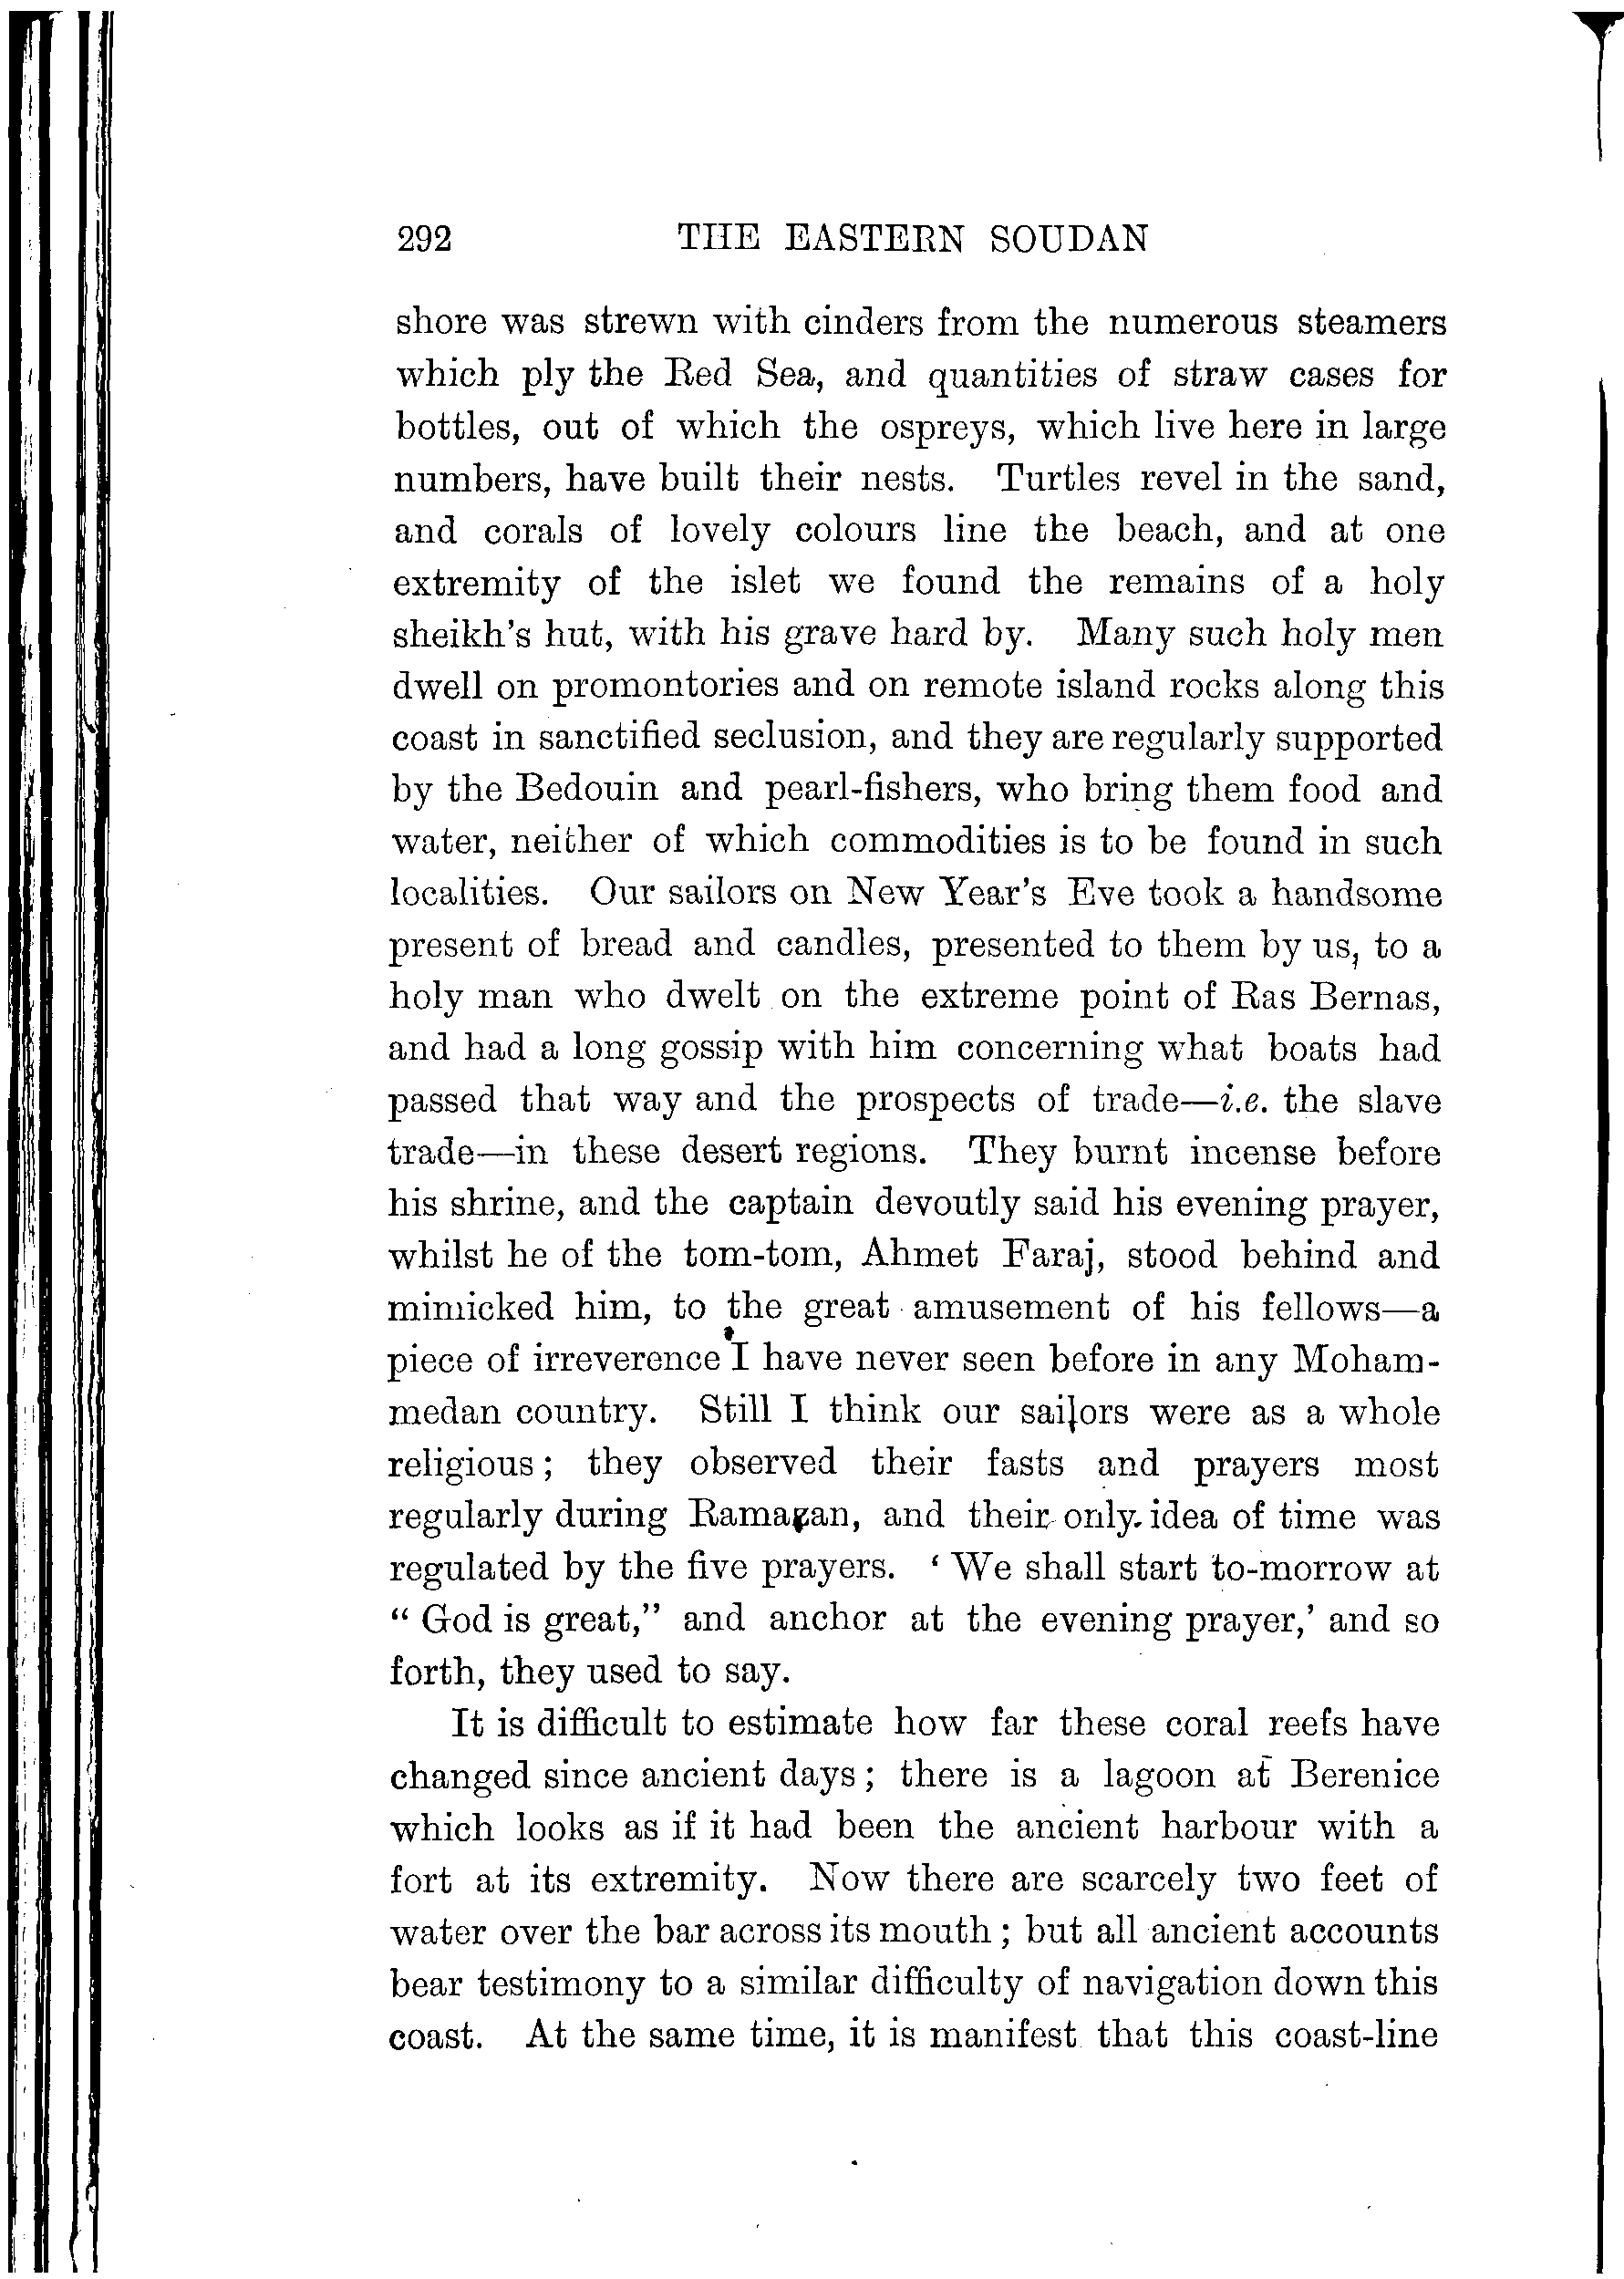 292 THE EASTERN SOUDAN
shore was strewn with cinders from the numerous steamers
which ply the Red Sea, and quantities of straw cases for
bottles, out of which the ospreys, which live here in large
numbers, have built their nests. Turtles revel in the sand,
and corals of lovely colours line the beach, and at one
extremity of the islet we found the remains of a holy
sheikh's hut, with his grave hard by. Many such holy men
dwell on promontories and on remote island rocks along this
coast in sanctified seclusion, and they are regularly supported
by the Bedouin and pearl-fishers, who bring them food and
water, neither of which commodities is to be found in such
localities. Our sailors on New Year's Eve took a handsome
present of bread and candles, presented to them by us, to a
holy man who dwelt on the extreme point of Ras Bernas,
and had a long gossip with him concerning what boats had
passed that way and the prospects of trade—i.e. the slave
trade—in these desert regions. They burnt incense before
his shrine, and the captain devoutly said his evening prayer,
whilst he of the tom-tom, Ahmet Faraj, stood behind and
mimicked him, to the great amusement of his fellows—a
piece of irreverence I have never seen before in any Moham-
medan country. Still I think our sailors were as a whole
religious; they observed their fasts and prayers most
regularly during Ramazan, and their only idea of time was
regulated by the five prayers. ' We shall start to-morrow at
" God is great," and anchor at the evening prayer,' and so
forth, they used to say.
It is difficult to estimate how far these coral reefs have
changed since ancient days; there is a lagoon at Berenice
which looks as if it had been the ancient harbour with a
fort at its extremity. Now there are scarcely two feet of
water over the bar across its mouth; but all ancient accounts
bear testimony to a similar difficulty of navigation down this
coast. At the same time, it is manifest that this coast-line